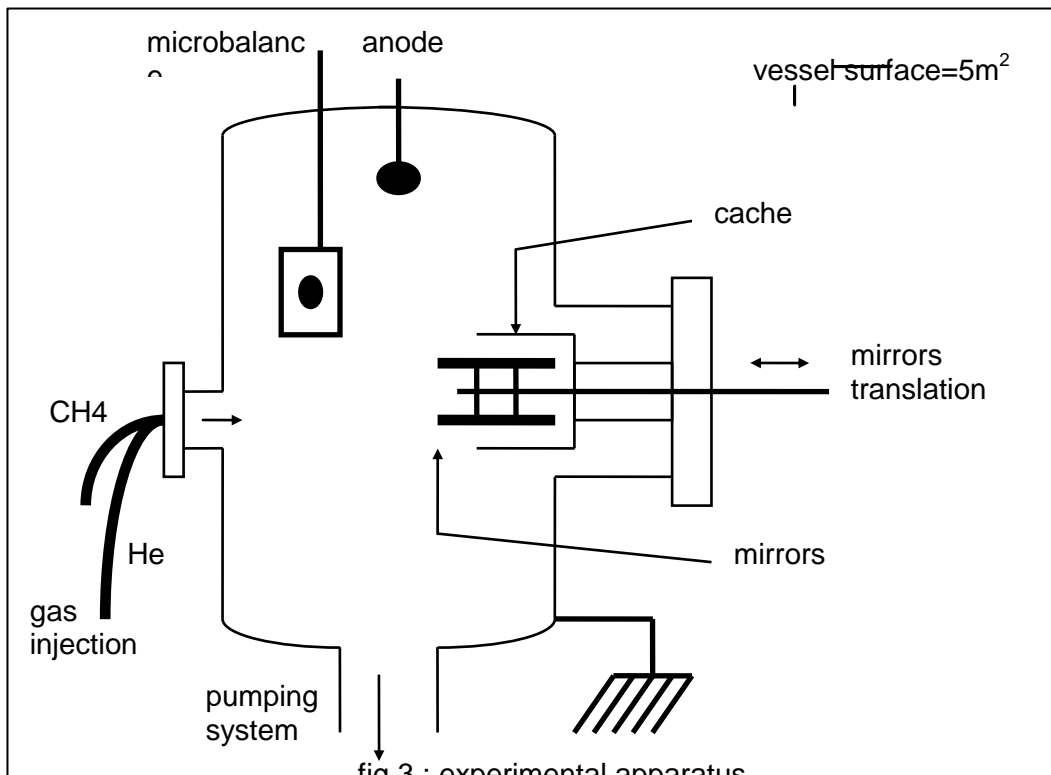 microbalanc
anode
vessel surface=5m²
cache
mirrors
translation
CH4
He
mirrors
gas
injection
pumping
system
fig 3 : experimental apparatus